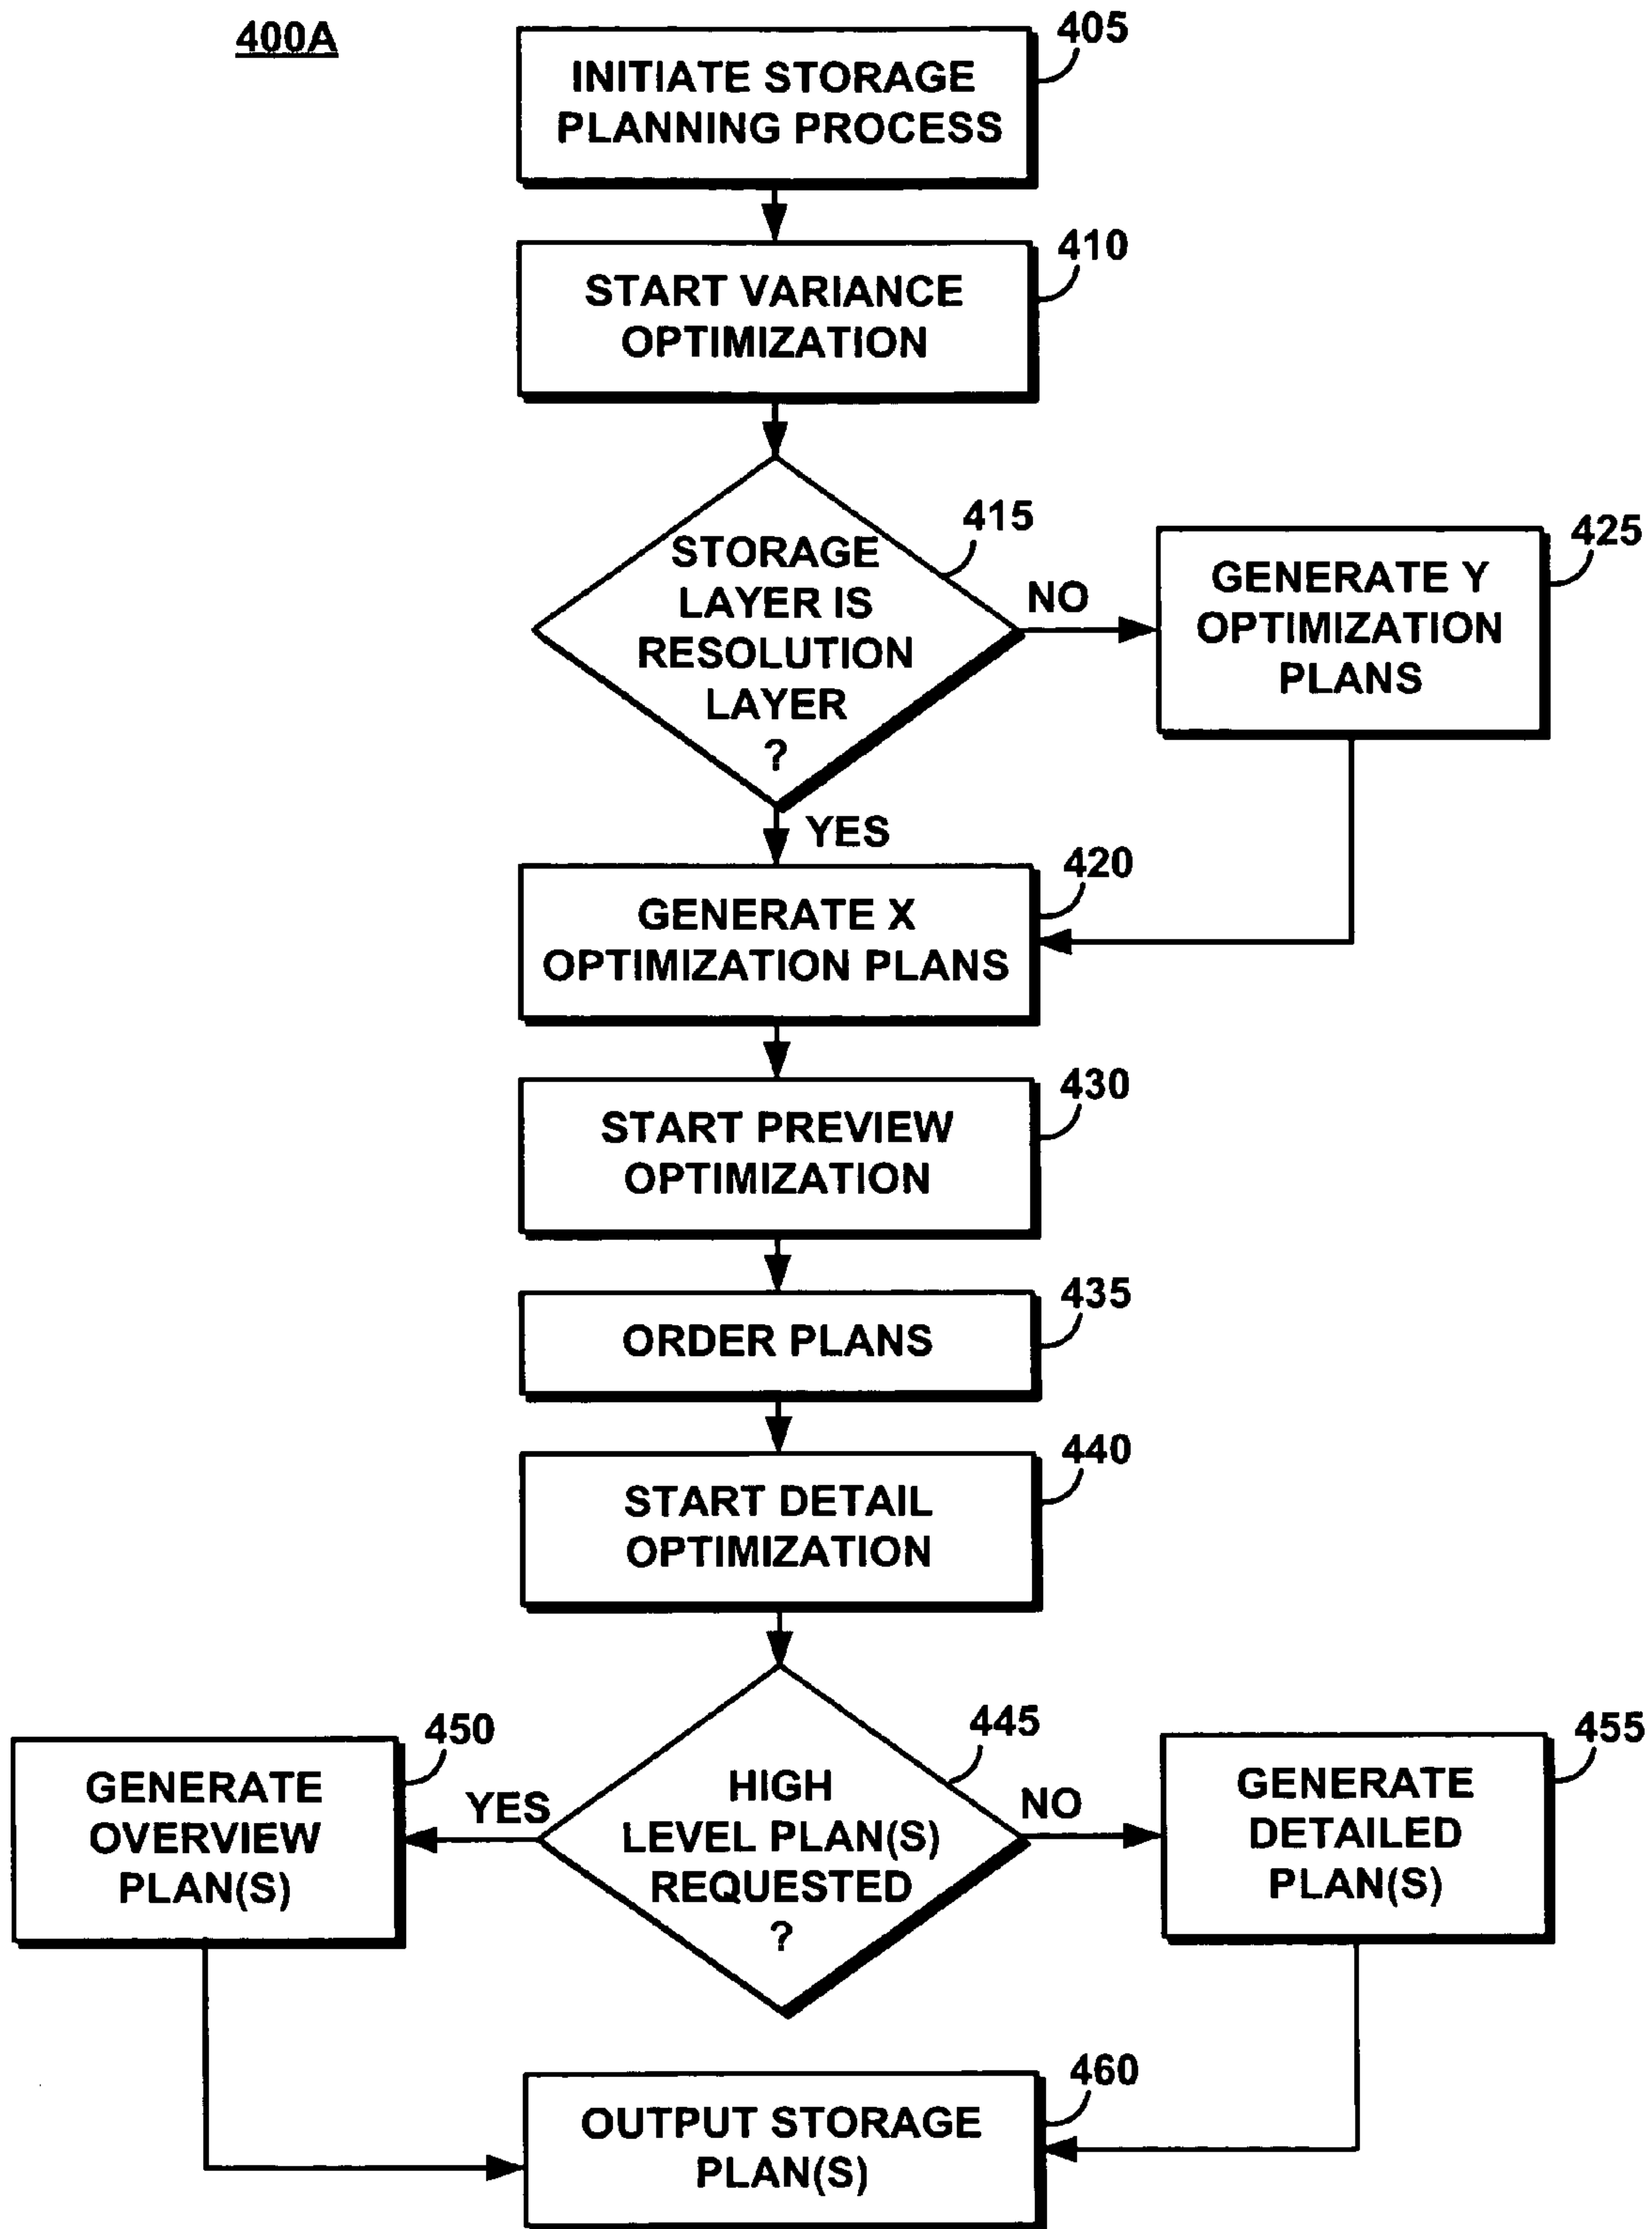 400A
405
INITIATE STORAGE
PLANNING PROCESS
410
START VARIANCE
OPTIMIZATION
415
STORAGE
LAYER IS
RESOLUTION
LAYER
?
NO
425
GENERATE Y
OPTIMIZATION
PLANS
YES
420
GENERATE X
OPTIMIZATION PLANS
430
START PREVIEW
OPTIMIZATION
435
ORDER PLANS
440
START DETAIL
OPTIMIZATION
445
HIGH
LEVEL PLAN(S)
REQUESTED
?
YES
450
GENERATE
OVERVIEW
PLAN(S)
NO
455
GENERATE
DETAILED
PLAN(S)
460
OUTPUT STORAGE
PLAN(S)